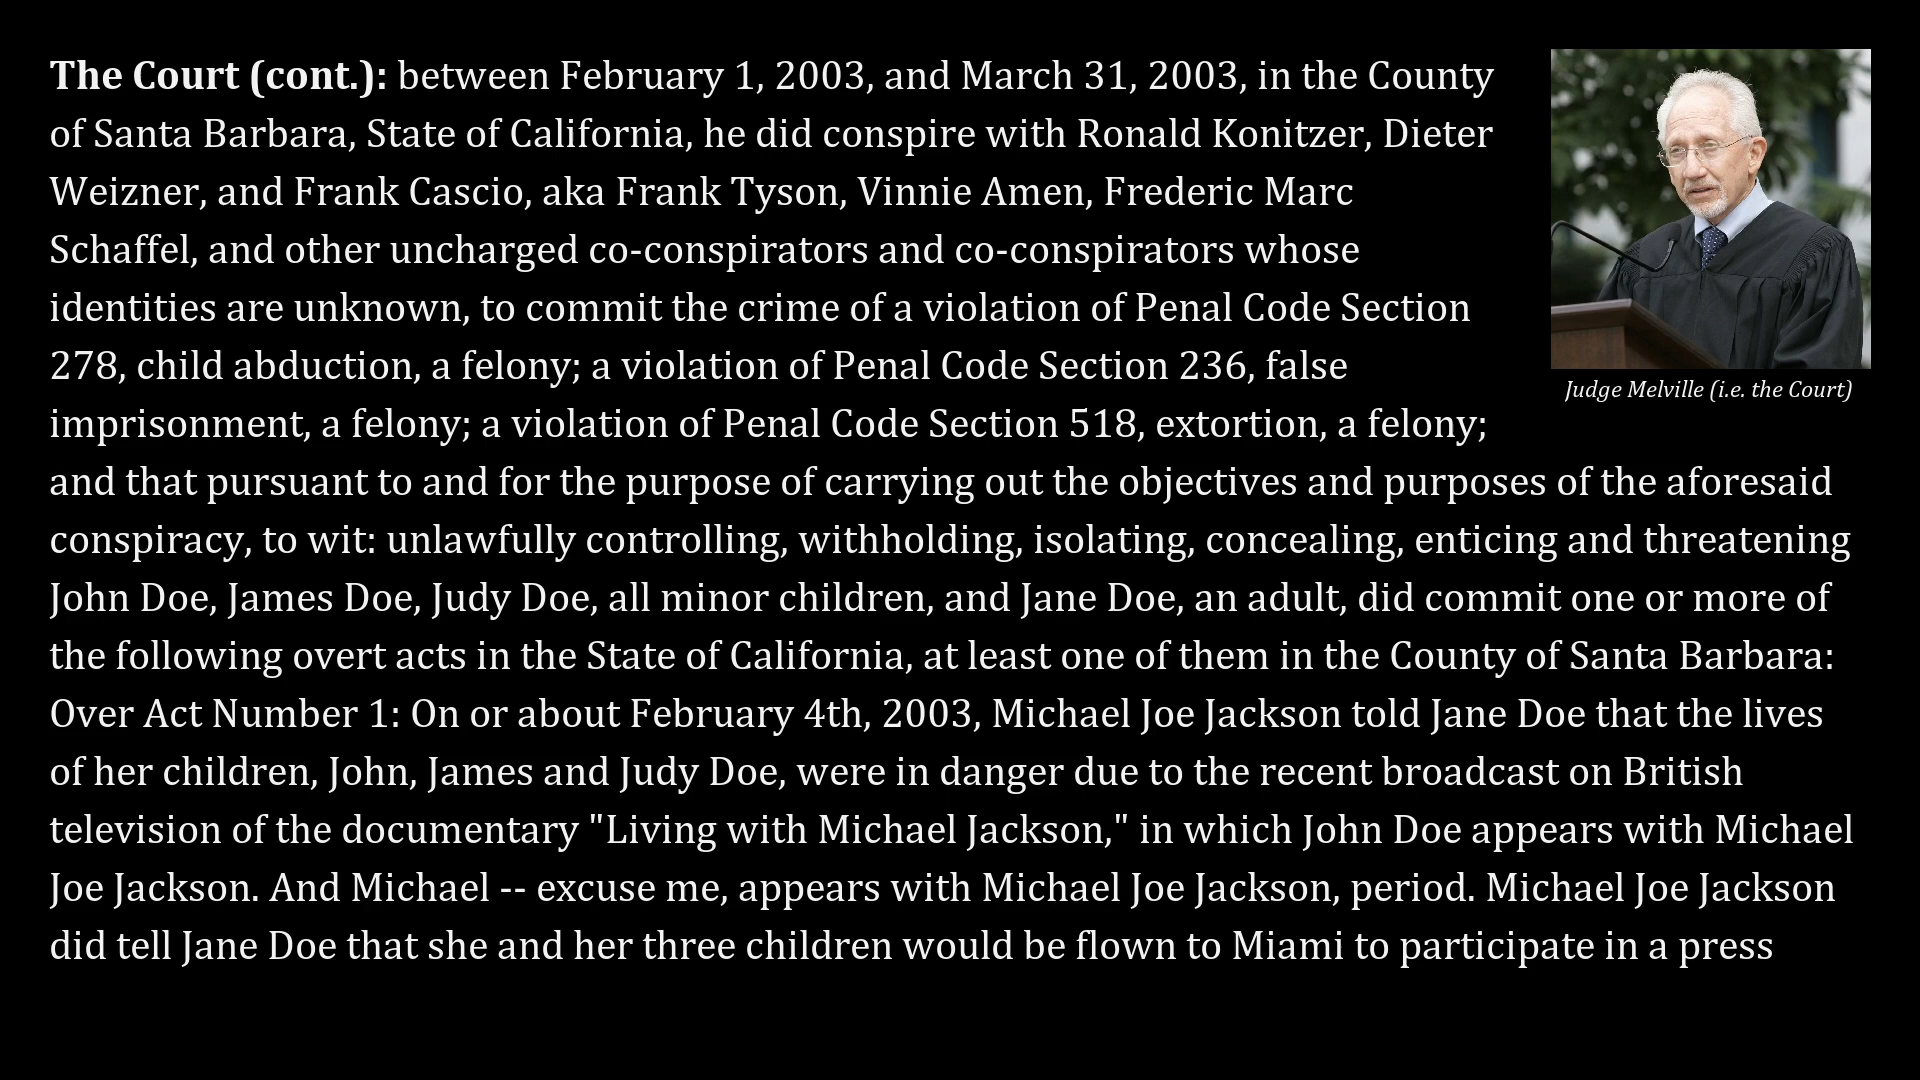 The Court (cont.): between February 1, 2003, and March 31, 2003, in the County
of Santa Barbara, State of California, he did conspire with Ronald Konitzer, Dieter
Weizner, and Frank Cascio, aka Frank Tyson, Vinnie Amen, Frederic Marc
Schaffel, and other uncharged co-conspirators and co-conspirators whose
identities are unknown, to commit the crime of a violation of Penal Code Section
278, child abduction, a felony; a violation of Penal Code Section 236, false
imprisonment, a felony; a violation of Penal Code Section 518, extortion, a felony;
and that pursuant to and for the purpose of carrying out the objectives and purposes of the aforesaid
conspiracy, to wit: unlawfully controlling, withholding, isolating, concealing, enticing and threatening
John Doe, James Doe, Judy Doe, all minor children, and Jane Doe, an adult, did commit one or more of
the following overt acts in the State of California, at least one of them in the County of Santa Barbara:
Over Act Number 1: On or about February 4th, 2003, Michael Joe Jackson told Jane Doe that the lives
of her children, John, James and Judy Doe, were in danger due to the recent broadcast on British
television of the documentary "Living with Michael Jackson," in which John Doe appears with Michael
Joe Jackson. And Michael -- excuse me, appears with Michael Joe Jackson, period. Michael Joe Jackson
did tell Jane Doe that she and her three children would be flown to Miami to participate in a press
Judge Melville (i.e. the Court)